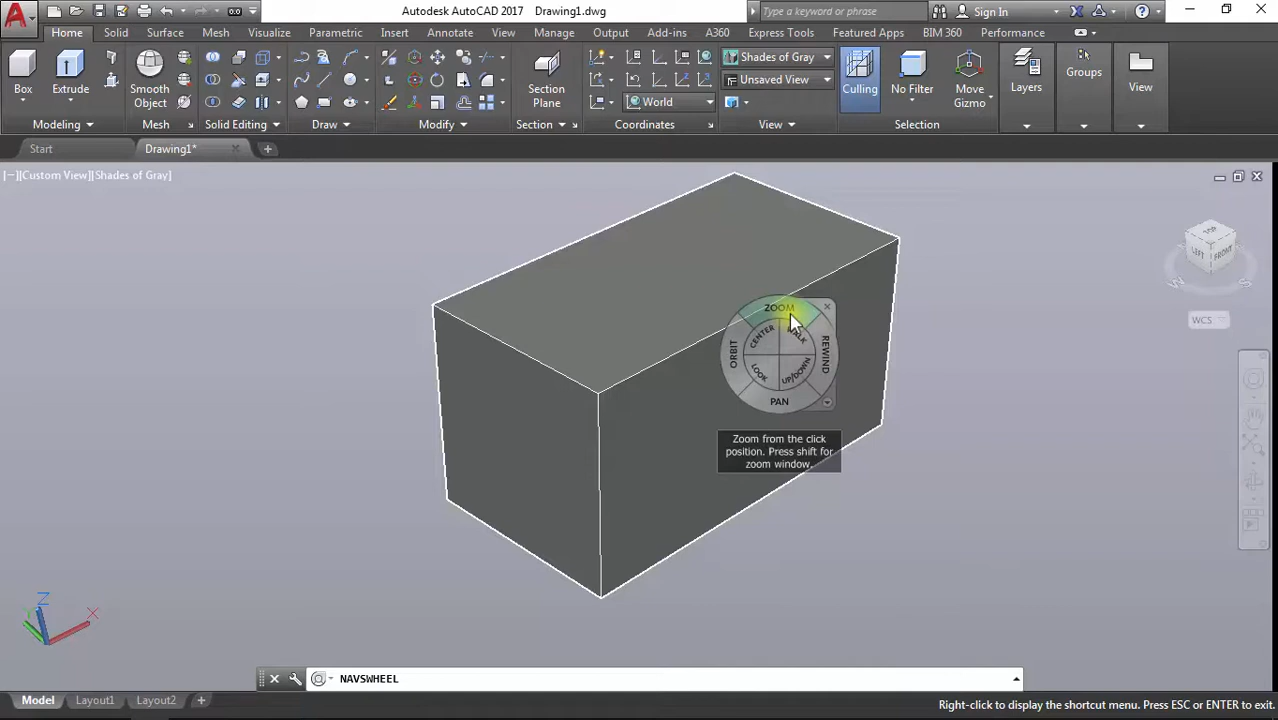 Autodesk AutoCAD 2017 Drawing1.dwg
Type a keyword or phrase
Sign In
Home Solid Surface Mesh Visualize Parametric Insert Annotate View Manage Output Add-ins A360 Express Tools Featured Apps BIM 360 Performance
Box
Extrude
Smooth
Object
Section
Plane
World
Shades of Gray
Unsaved View
Culling
No Filter
Move
Gizmo
Layers
Groups
View
Modeling
Mesh
Solid Editing
Draw
Modify
Section
Coordinates
View
Selection
Start
Drawing1*
[−][Custom View][Shades of Gray]
TOP
LEFT
FRONT
W
S
WCS
ZOOM
CENTER
WALK
ORBIT
REWIND
LOOK
UP/DOWN
PAN
Zoom from the click
position. Press shift for
zoom window.
Z
X
Y
NAVSWHEEL
Model
Layout1
Layout2
Right-click to display the shortcut menu. Press ESC or ENTER to exit.